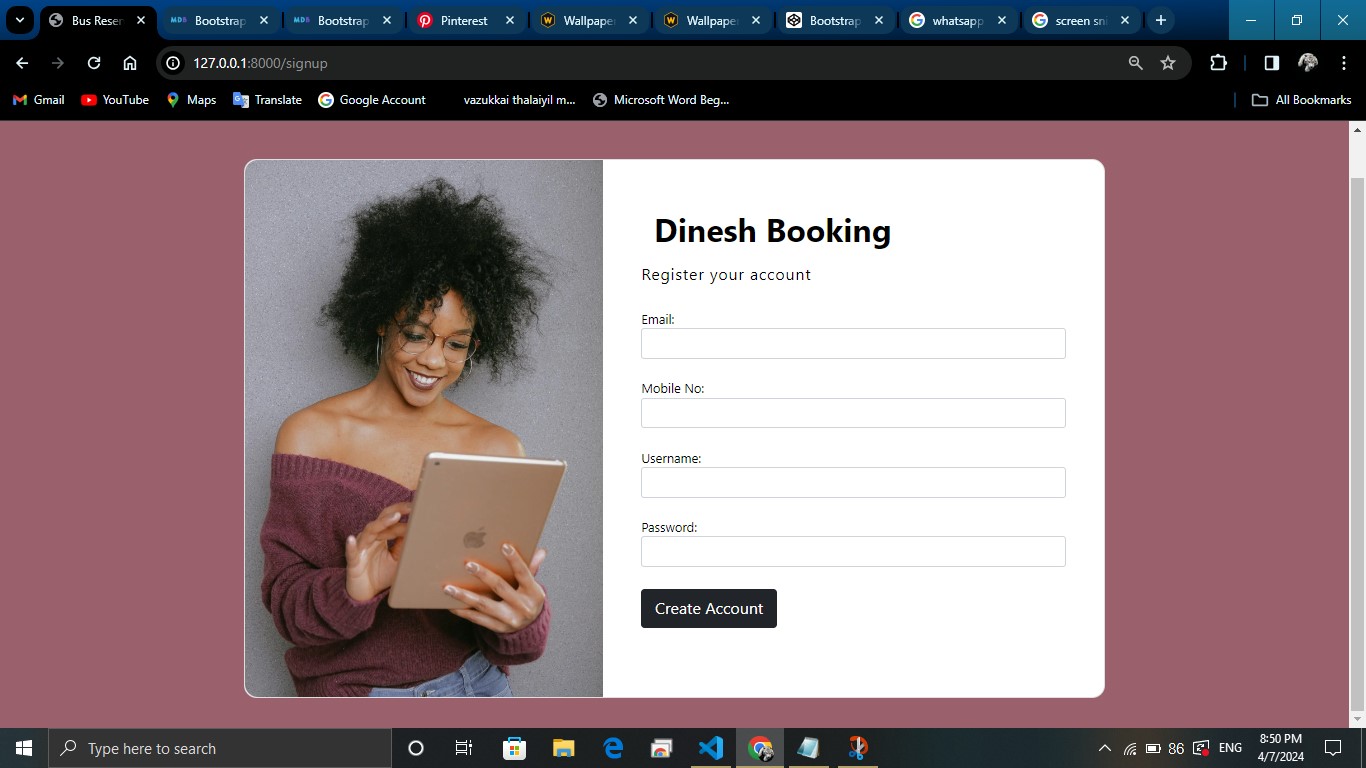 Bus Reser
Bootstrap
Bootstrap
Pinterest
Wallpaper
Wallpaper
Bootstrap
whatsapp
screen sni
127.0.0.1:8000/signup
Gmail
YouTube
Maps
Translate
Google Account
vazukkai thalaiyil m...
Microsoft Word Beg...
All Bookmarks
Dinesh Booking
Register your account
Email:
Mobile No:
Username:
Password:
Create Account
Type here to search
86
ENG
8:50 PM
4/7/2024